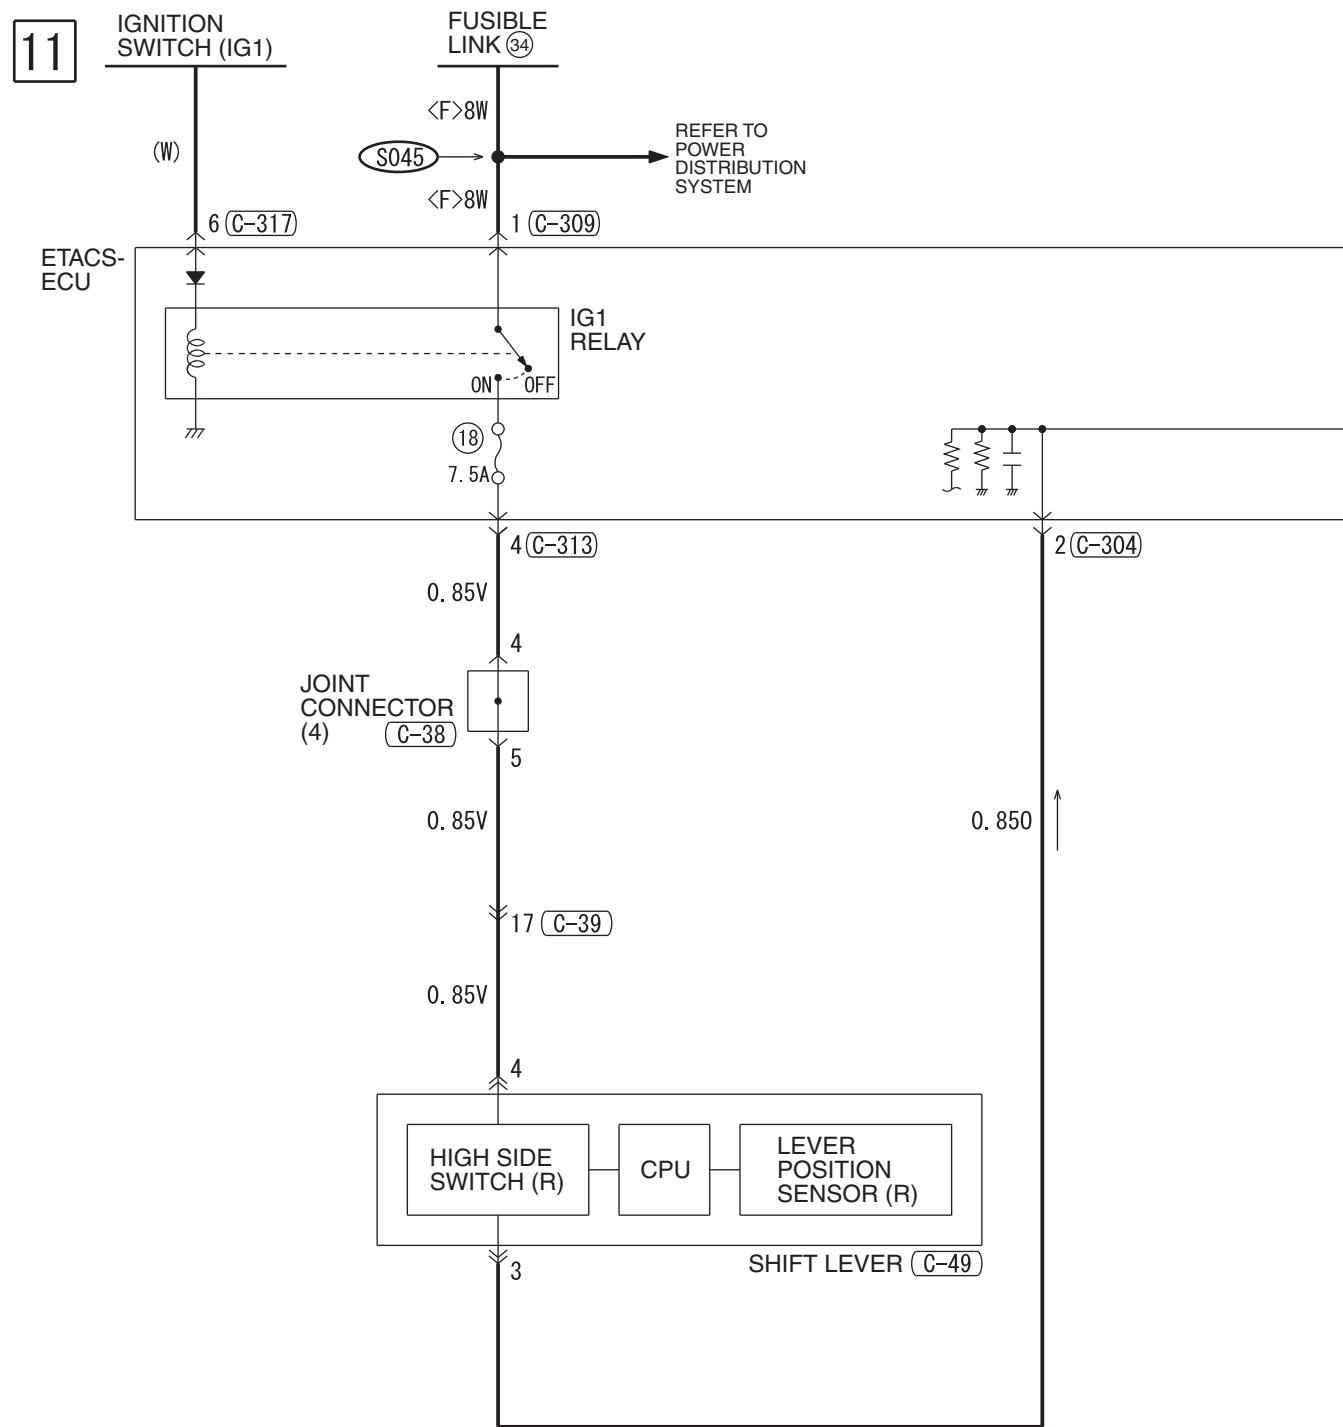 11
IGNITION
SWITCH (IG1)
FUSIBLE
LINK 34
<F>8W
(W)
S045
REFER TO
POWER
DISTRIBUTION
SYSTEM
<F>8W
6 C-317
1 C-309
ETACS-
ECU
IG1
RELAY
ON
OFF
18
7.5A
4 C-313
2 C-304
0.85V
4
JOINT
CONNECTOR
(4) C-38
5
0.85V
0.85O
17 C-39
0.85V
4
HIGH SIDE
SWITCH (R)
CPU
LEVER
POSITION
SENSOR (R)
SHIFT LEVER C-49
3